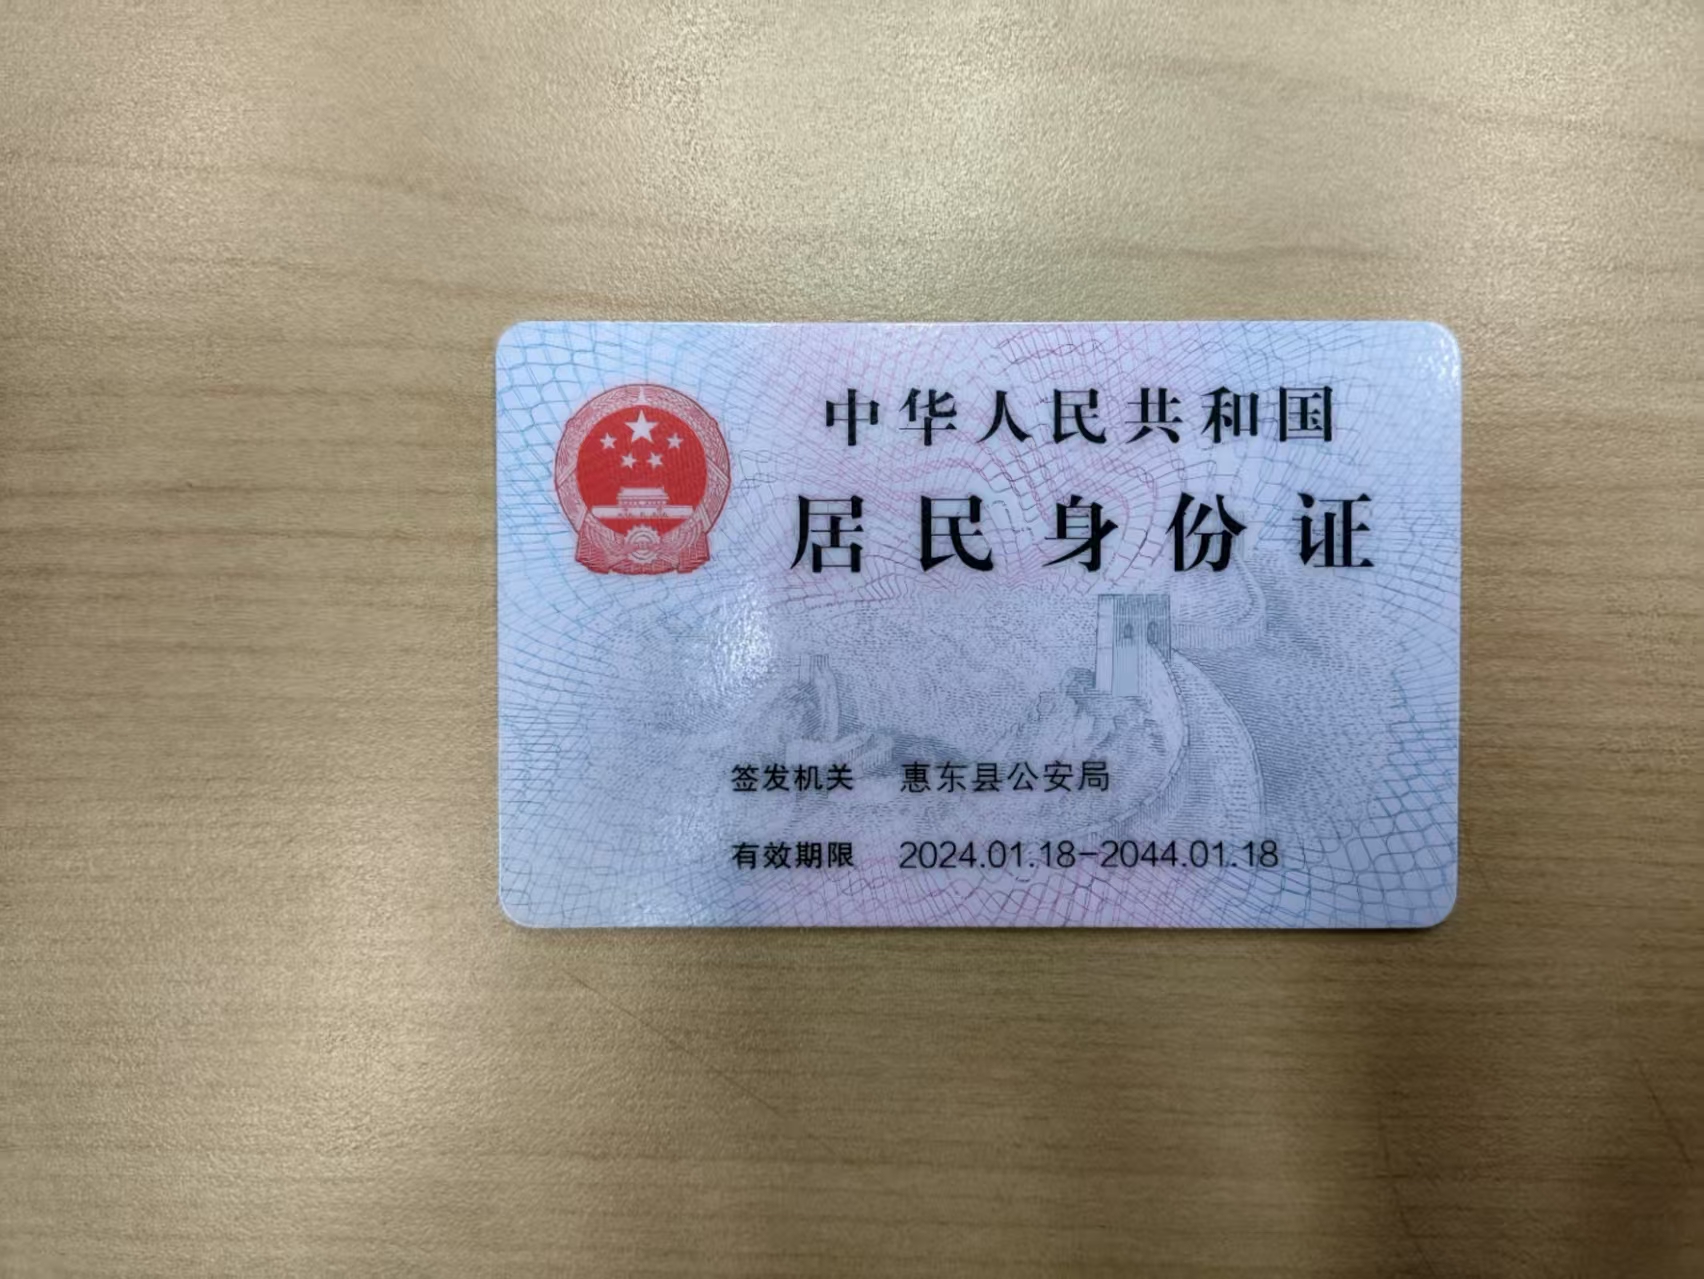 中华人民共和国
居民身份证
签发机关 惠东县公安局
有效期限 2024.01.18-2044.01.18